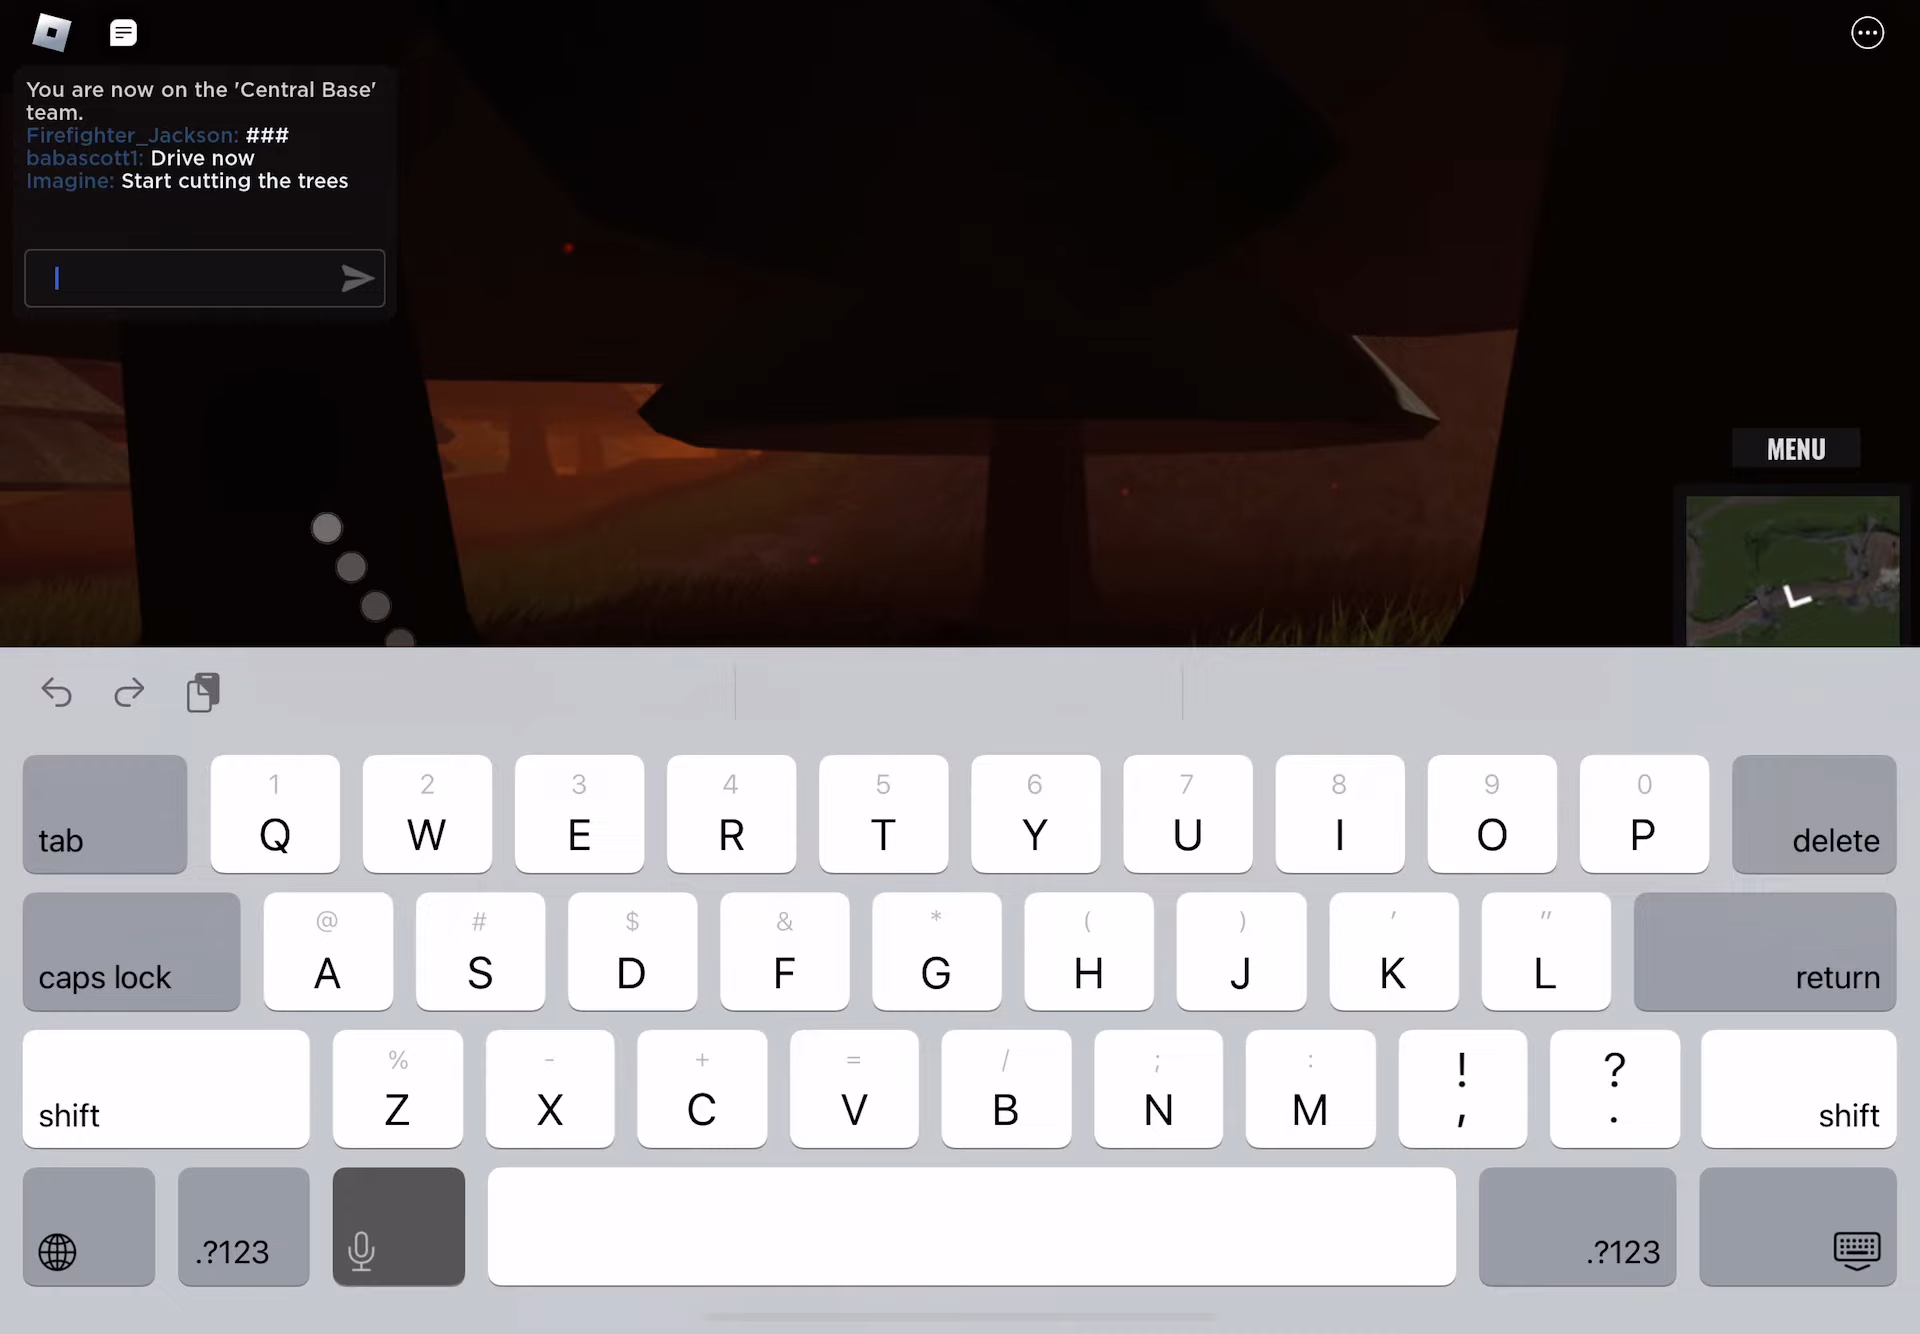 You are now on the 'Central Base'
team.
Firefighter_Jackson: ###
babascott1: Drive now
Imagine: Start cutting the trees
MENU
1 2 3 4 5 6 7 8 9 0
tab Q W E R T Y U I O P delete
@ # $ & * ( ) ' "
caps lock A S D F G H J K L return
% - + = / ; : ! ?
shift Z X C V B N M , . shift
.?123 .?123